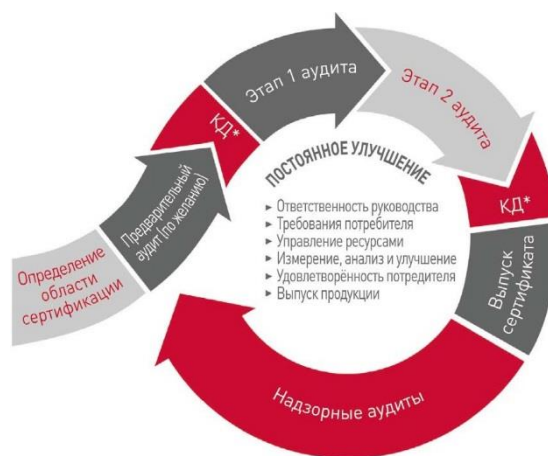 Определение
области
сертификации
Предварительный
аудит (по желанию)
КД*
Этап 1 аудита
Этап 2 аудита
КД*
Выпуск
сертификата
Надзорные аудиты
ПОСТОЯННОЕ УЛУЧШЕНИЕ
► Ответственность руководства
► Требования потребителя
► Управление ресурсами
► Измерение, анализ и улучшение
► Удовлетворённость потредителя
► Выпуск продукции